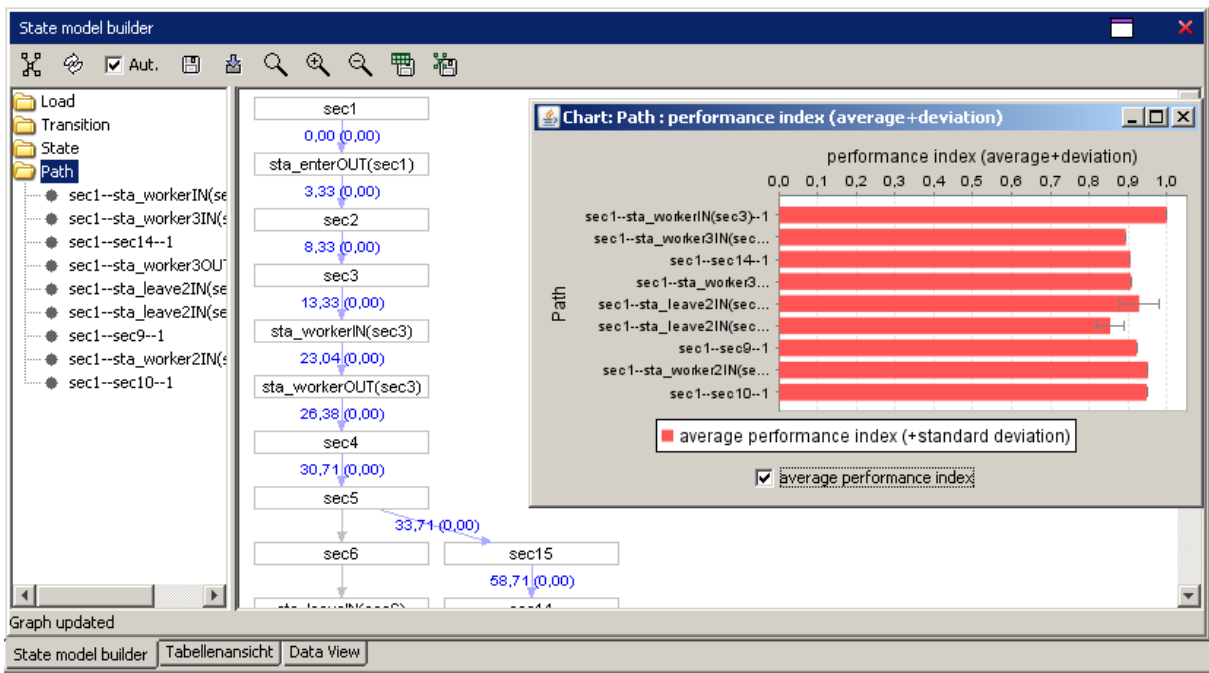 State model builder
Aut.
Load
Transition
State
Path
sec1--sta_workerIN(se
sec1--sta_worker3IN(s
sec1--sec14--1
sec1--sta_worker3OUT
sec1--sta_leave2IN(se
sec1--sta_leave2IN(se
sec1--sec9--1
sec1--sta_worker2IN(s
sec1--sec10--1
sec1
0,00 (0,00)
sta_enterOUT(sec1)
3,33 (0,00)
sec2
8,33 (0,00)
sec3
13,33 (0,00)
sta_workerIN(sec3)
23,04 (0,00)
sta_workerOUT(sec3)
26,38 (0,00)
sec4
30,71 (0,00)
sec5
33,71 (0,00)
sec6
sec15
58,71 (0,00)
Chart: Path : performance index (average+deviation)
performance index (average+deviation)
0,0 0,1 0,2 0,3 0,4 0,5 0,6 0,7 0,8 0,9 1,0
Path
sec1--sta_workerIN(sec3)--1
sec1--sta_worker3IN(sec...
sec1--sec14--1
sec1--sta_worker3...
sec1--sta_leave2IN(sec...
sec1--sta_leave2IN(sec...
sec1--sec9--1
sec1--sta_worker2IN(se...
sec1--sec10--1
average performance index (+standard deviation)
average performance index
Graph updated
State model builder Tabellenansicht Data View